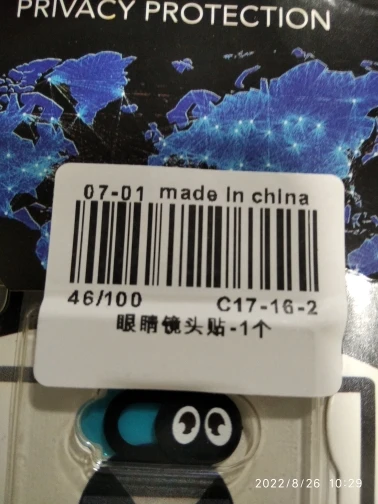 PRIVACY PROTECTION
07-01 made in china
46/100 C17-16-2
眼睛镜头贴-1个
2022/8/26 10:29